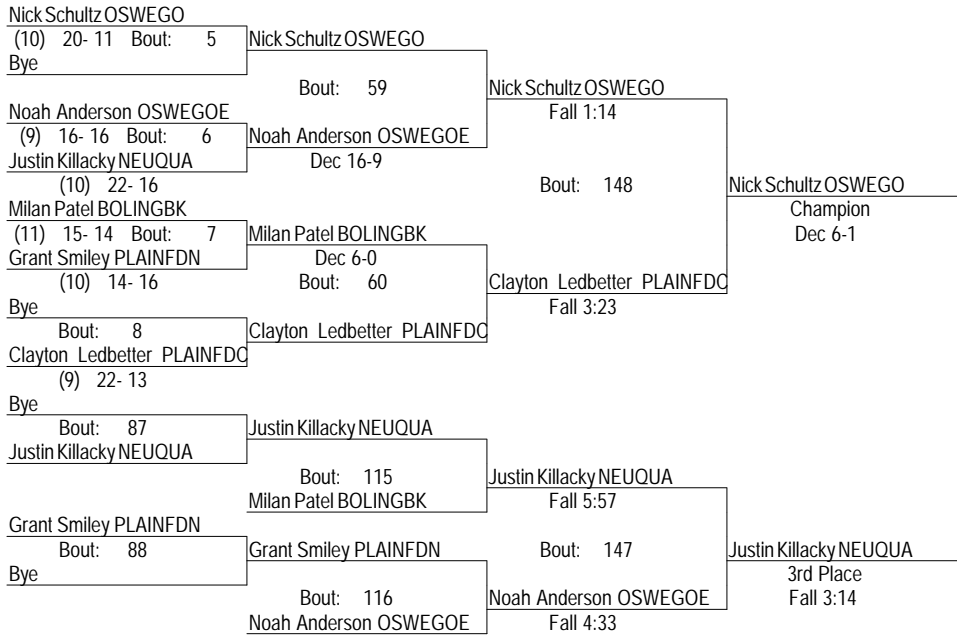 Nick Schultz OSWEGO
(10) 20- 11 Bout: 5 Nick Schultz OSWEGO
Bye
Bout: 59 Nick Schultz OSWEGO
Noah Anderson OSWEGOE Fall 1:14
(9) 16- 16 Bout: 6 Noah Anderson OSWEGOE
Justin Killacky NEUQUA Dec 16-9
(10) 22- 16 Bout: 148 Nick Schultz OSWEGO
Milan Patel BOLINGBK Champion
(11) 15- 14 Bout: 7 Milan Patel BOLINGBK Dec 6-1
Grant Smiley PLAINFDN Dec 6-0
(10) 14- 16 Bout: 60 Clayton Ledbetter PLAINFDC
Bye Fall 3:23
Bout: 8 Clayton Ledbetter PLAINFDC
Clayton Ledbetter PLAINFDC
(9) 22- 13
Bye
Bout: 87 Justin Killacky NEUQUA
Justin Killacky NEUQUA
Bout: 115 Justin Killacky NEUQUA
Milan Patel BOLINGBK Fall 5:57
Grant Smiley PLAINFDN
Bout: 88 Grant Smiley PLAINFDN Bout: 147 Justin Killacky NEUQUA
Bye 3rd Place
Bout: 116 Noah Anderson OSWEGOE Fall 3:14
Noah Anderson OSWEGOE Fall 4:33